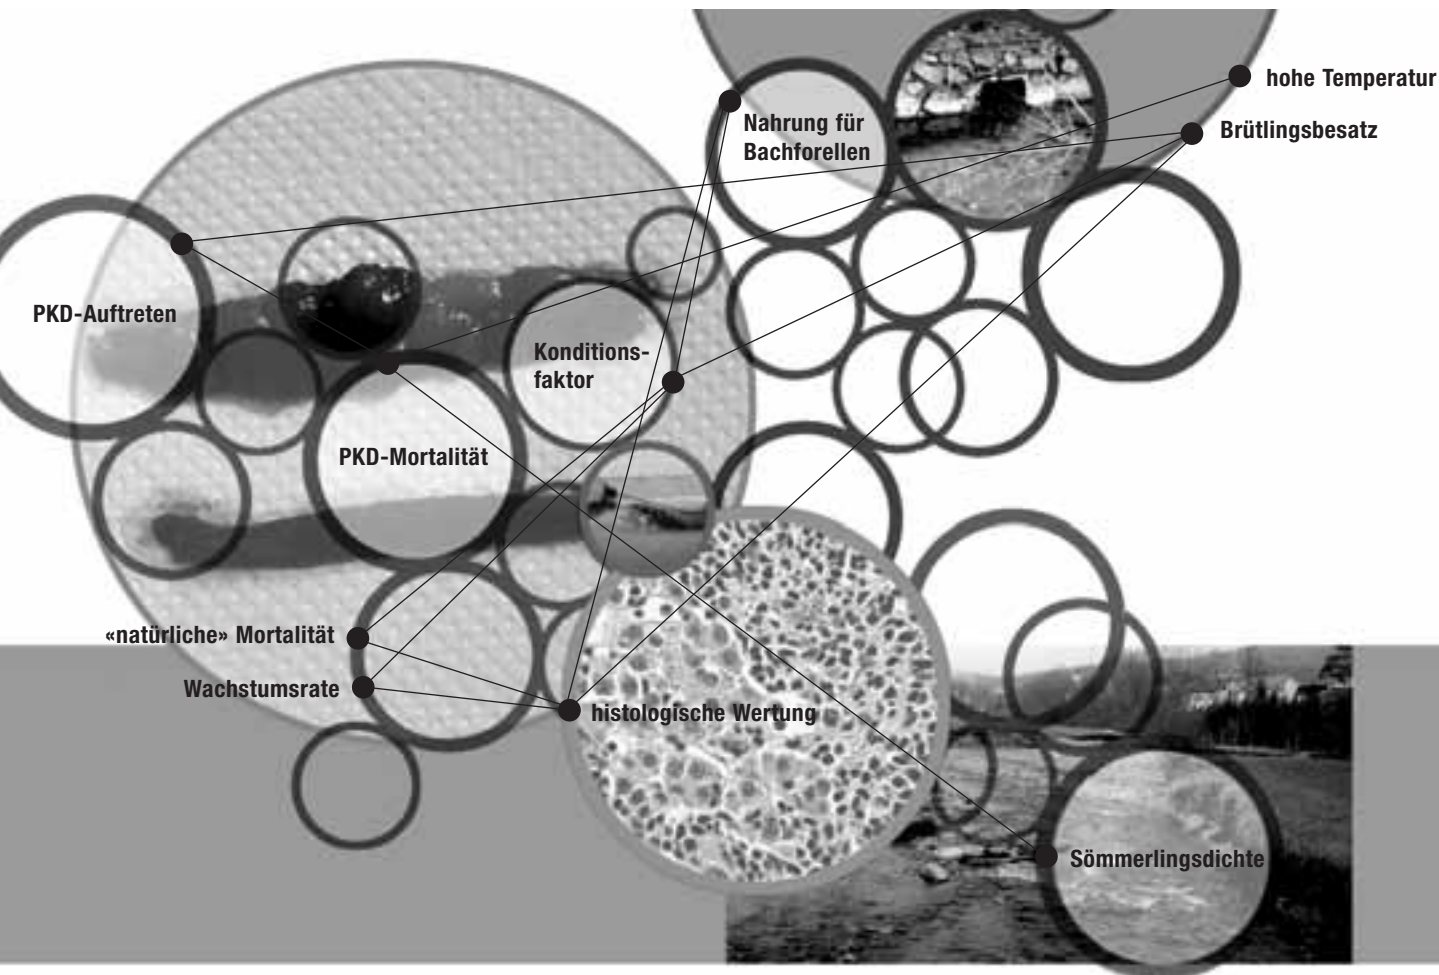 hohe Temperatur
Brütlingsbesatz
Nahrung für
Bachforellen
PKD-Auftreten
Konditions-
faktor
PKD-Mortalität
«natürliche» Mortalität
Wachstumsrate
histologische Wertung
Sömmerlingsdichte